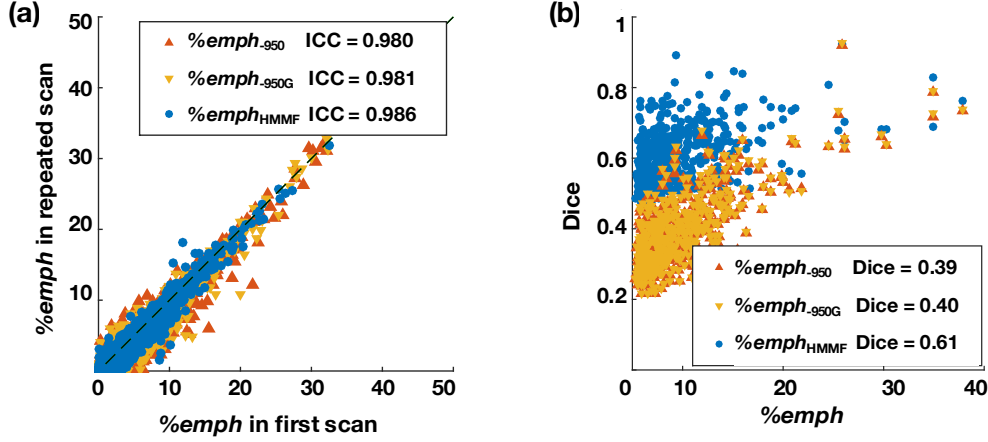 (a)
50
40
30
20
10
0
10
20
30
40
50
%emph in repeated scan
%emph in first scan
%emph-950 ICC = 0.980
%emph-950G ICC = 0.981
%empHHMMF ICC = 0.986
(b)
1
0.8
0.6
0.4
0.2
0
10
20
30
40
Dice
%emph
%emph-950 Dice = 0.39
%emph-950G Dice = 0.40
%emphHMMF Dice = 0.61